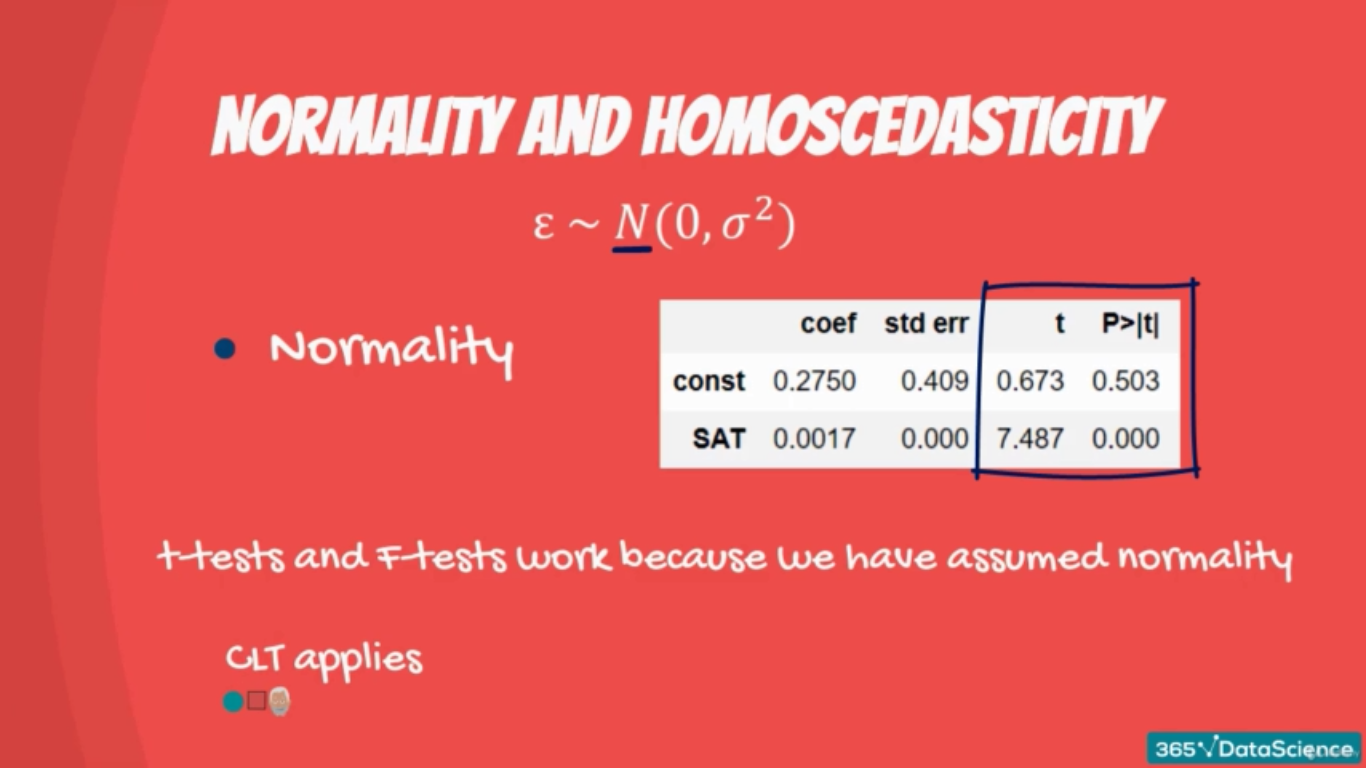 NORMALITY AND HOMOSCEDASTICITY
ε ~ N(0, σ²)
• Normality
coef std err t P>|t|
const 0.2750 0.409 0.673 0.503
SAT 0.0017 0.000 7.487 0.000
t-tests and F-tests work because we have assumed normality
CLT applies
365 DataScience